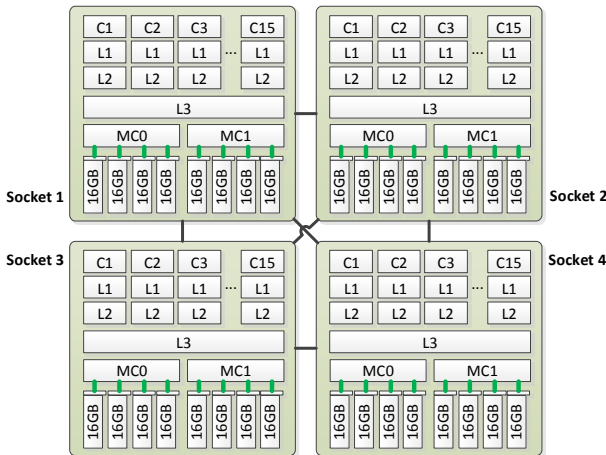 C1 C2 C3 C15 C1 C2 C3 C15
L1 L1 L1 ... L1 L1 L1 L1 ... L1
L2 L2 L2 L2 L2 L2 L2 L2
L3 L3
MC0 MC1 MC0 MC1
16GB 16GB 16GB 16GB 16GB 16GB 16GB 16GB 16GB 16GB 16GB 16GB 16GB 16GB 16GB 16GB
Socket 1 Socket 2
Socket 3 Socket 4
C1 C2 C3 C15 C1 C2 C3 C15
L1 L1 L1 ... L1 L1 L1 L1 ... L1
L2 L2 L2 L2 L2 L2 L2 L2
L3 L3
MC0 MC1 MC0 MC1
16GB 16GB 16GB 16GB 16GB 16GB 16GB 16GB 16GB 16GB 16GB 16GB 16GB 16GB 16GB 16GB